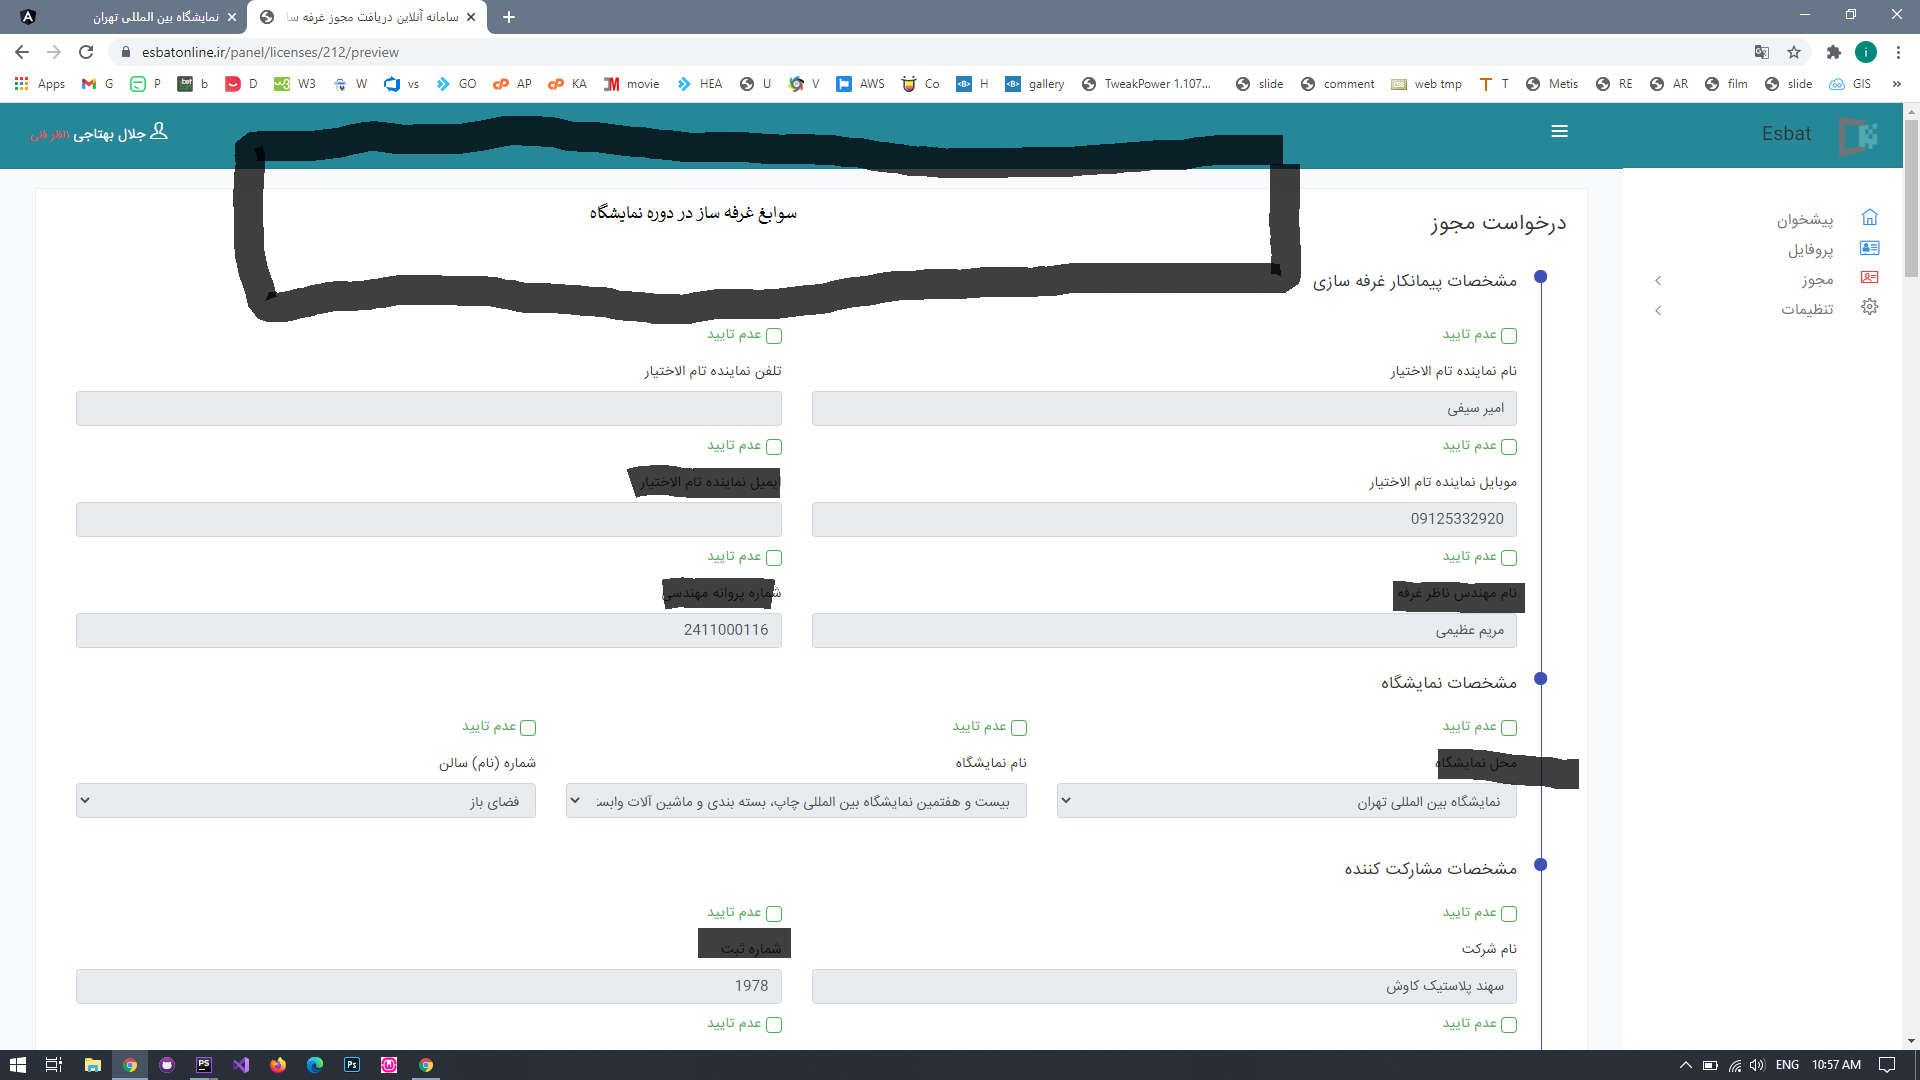 نمایشگاه بین المللی تهران
سامانه آنلاین دریافت مجوز غرفه سا
esbatonline.ir/panel/licenses/212/preview
Apps G P b D W3 W vs GO AP KA movie HEA U V AWS Co H gallery TweakPower 1.107... slide comment web tmp T Metis RE AR film slide GIS »
Esbat
جلال بهتاجی
پیشخوان
پروفایل
مجوز
تنظیمات
سوابغ غرفه ساز در دوره نمایشگاه
درخواست مجوز
مشخصات پیمانکار غرفه سازی
عدم تایید عدم تایید
نام نماینده تام الاختیار تلفن نماینده تام الاختیار
امیر سیفی
عدم تایید عدم تایید
موبایل نماینده تام الاختیار ایمیل نماینده تام الاختیار
09125332920
عدم تایید عدم تایید
نام مهندس ناظر غرفه شماره پروانه مهندسی
مریم عظیمی 2411000116
مشخصات نمایشگاه
عدم تایید عدم تایید عدم تایید
محل نمایشگاه نام نمایشگاه شماره (نام) سالن
نمایشگاه بین المللی تهران بیست و هفتمین نمایشگاه بین المللی چاپ، بسته بندی و ماشین آلات وابست فضای باز
مشخصات مشارکت کننده
عدم تایید عدم تایید
نام شرکت شماره ثبت
سهند پلاستیک کاوش 1978
عدم تایید عدم تایید
ENG 10:57 AM